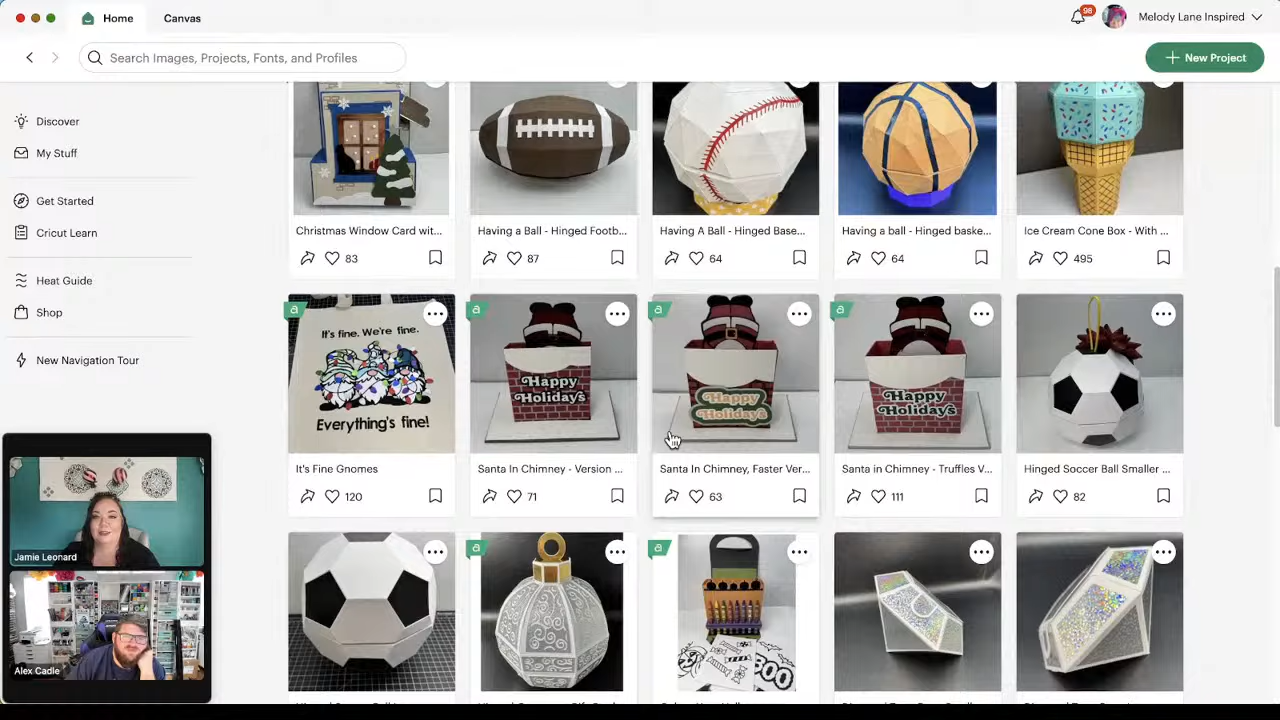 Home
Canvas
98
Melody Lane Inspired
Search Images, Projects, Fonts, and Profiles
New Project
Discover
My Stuff
Get Started
Cricut Learn
Heat Guide
Shop
New Navigation Tour
Christmas Window Card wit...
Having a Ball - Hinged Footb...
Having A Ball - Hinged Base...
Having a ball - Hinged baske...
Ice Cream Cone Box - With ...
83
87
64
64
495
a
It's fine. We're fine.
Everything's fine!
a
Happy
Holidays
a
Happy
Holidays
a
Happy
Holidays
It's Fine Gnomes
Santa In Chimney - Version ...
Santa In Chimney, Faster Ver...
Santa in Chimney - Truffles V...
Hinged Soccer Ball Smaller ...
120
71
63
111
82
a
a
Jamie Leonard
Alex Cadle